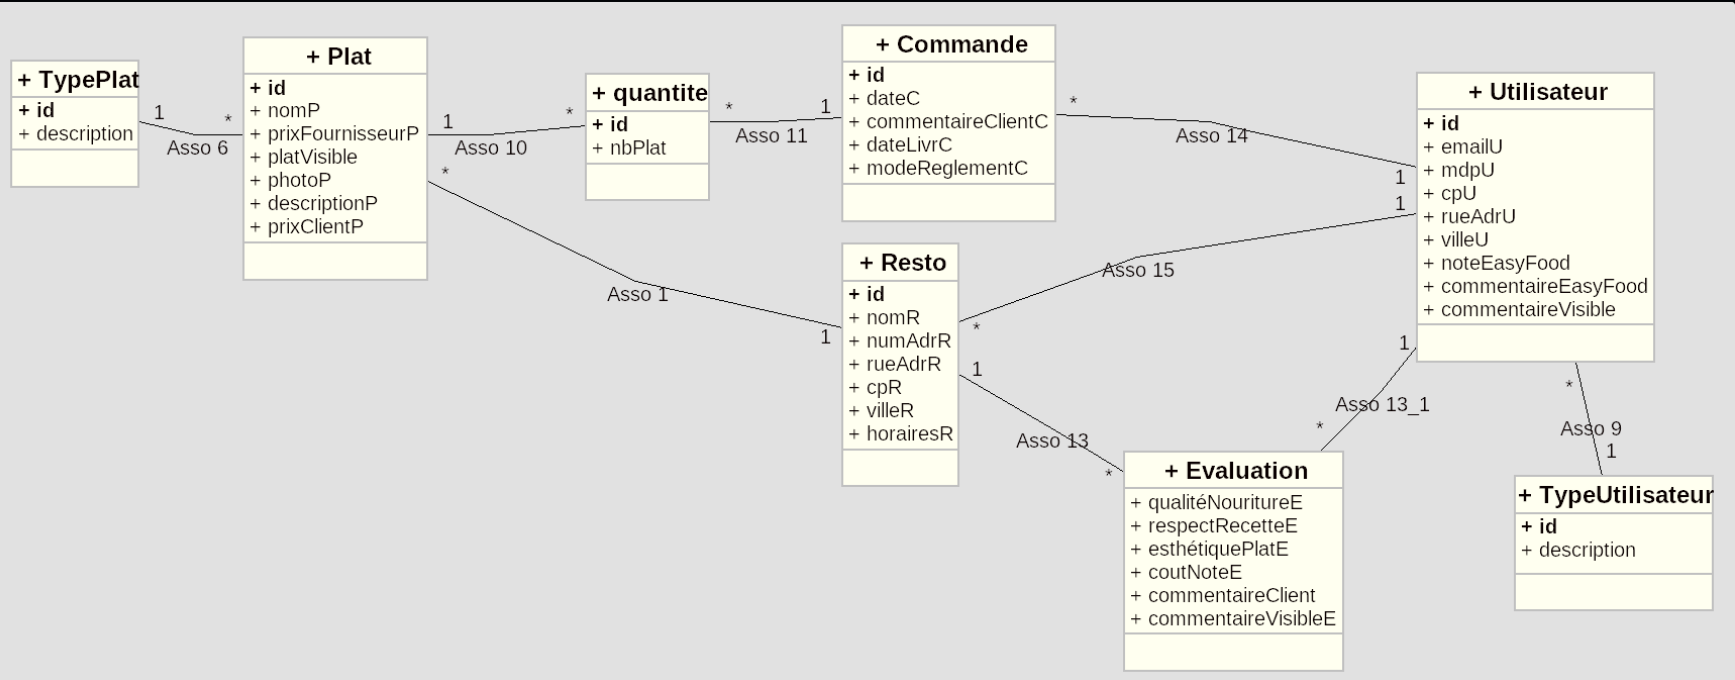 + TypePlat
+ id
+ description
1
*
Asso 6
+ Plat
+ id
+ nomP
+ prixFournisseurP
+ platVisible
+ photoP
+ descriptionP
+ prixClientP
1
*
Asso 10
+ quantite
+ id
+ nbPlat
*
1
Asso 11
+ Commande
+ id
+ dateC
+ commentaireClientC
+ dateLivrC
+ modeReglementC
*
Asso 14
1
+ Utilisateur
+ id
+ emailU
+ mdpU
+ cpU
+ rueAdrU
+ villeU
+ noteEasyFood
+ commentaireEasyFood
+ commentaireVisible
1
Asso 15
*
*
Asso 1
1
+ Resto
+ id
+ nomR
+ numAdrR
+ rueAdrR
+ cpR
+ villeR
+ horairesR
1
Asso 13
*
1
Asso 13_1
*
+ Evaluation
+ qualitéNouritureE
+ respectRecetteE
+ esthétiquePlatE
+ coutNoteE
+ commentaireClient
+ commentaireVisibleE
*
Asso 9
1
+ TypeUtilisateur
+ id
+ description